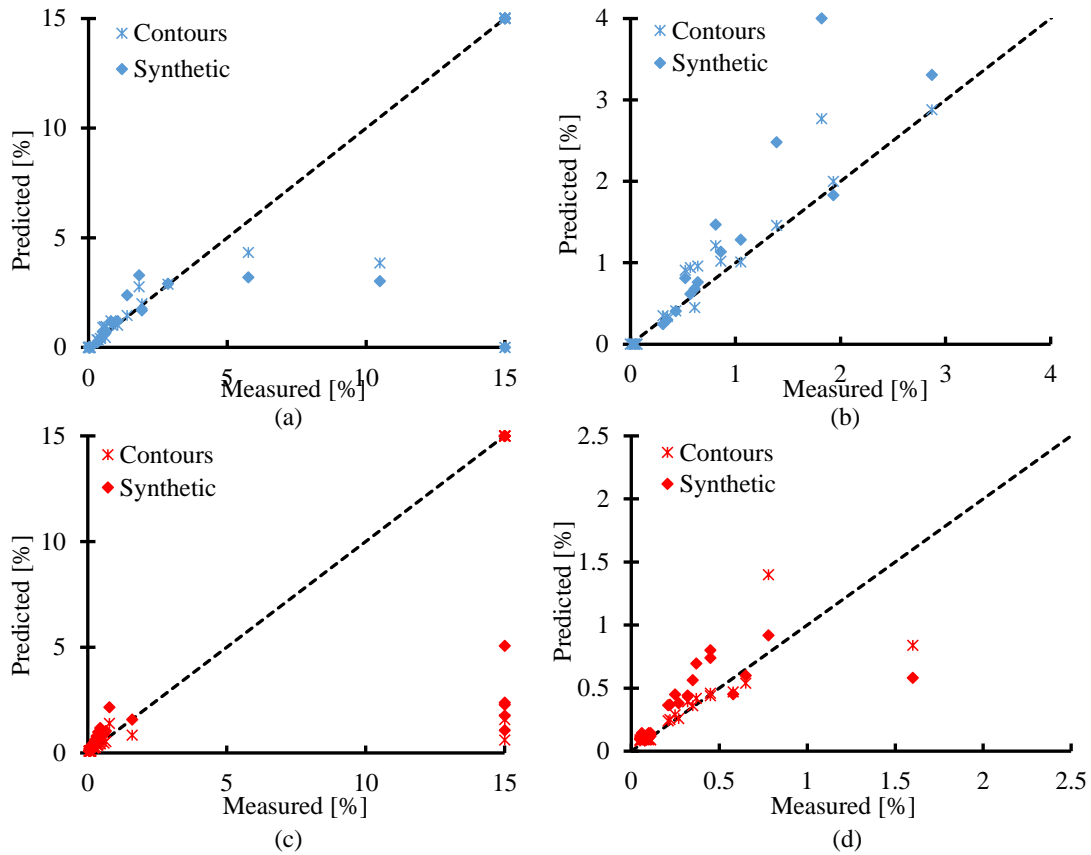 15
Contours
Synthetic
10
5
0
0
5
10
15
Predicted [%]
Measured [%]
(a)
4
Contours
Synthetic
3
2
1
0
0
1
2
3
4
Predicted [%]
Measured [%]
(b)
15
Contours
Synthetic
10
5
0
0
5
10
15
Predicted [%]
Measured [%]
(c)
2.5
Contours
Synthetic
2
1.5
1
0.5
0
0
0.5
1
1.5
2
2.5
Predicted [%]
Measured [%]
(d)